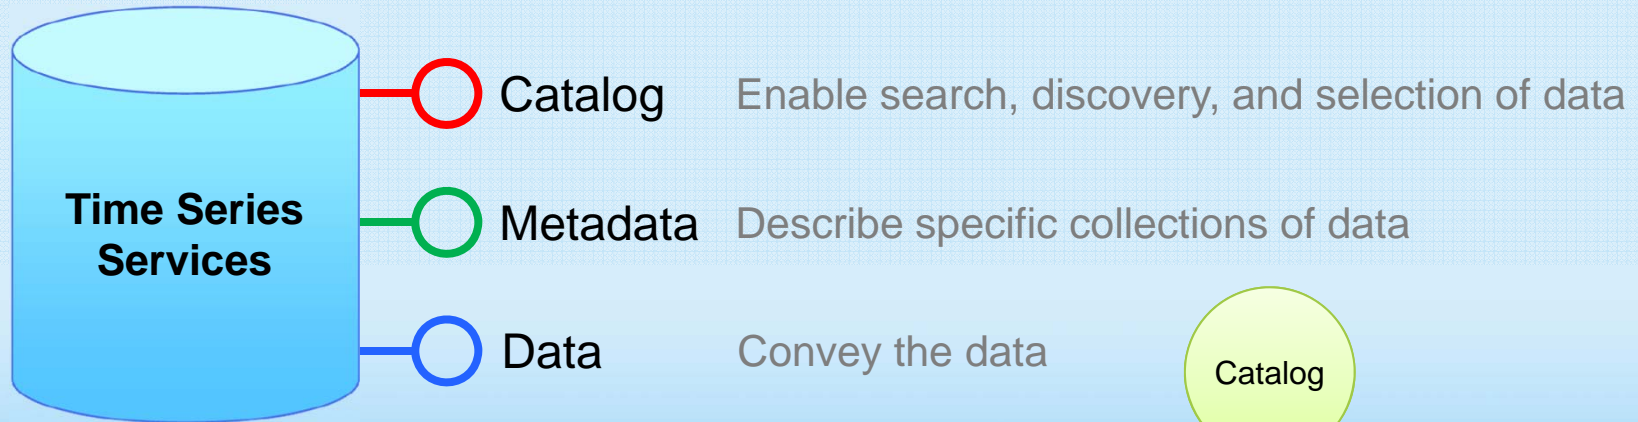 Time Series
Services
Catalog Enable search, discovery, and selection of data
Metadata Describe specific collections of data
Data Convey the data
Catalog